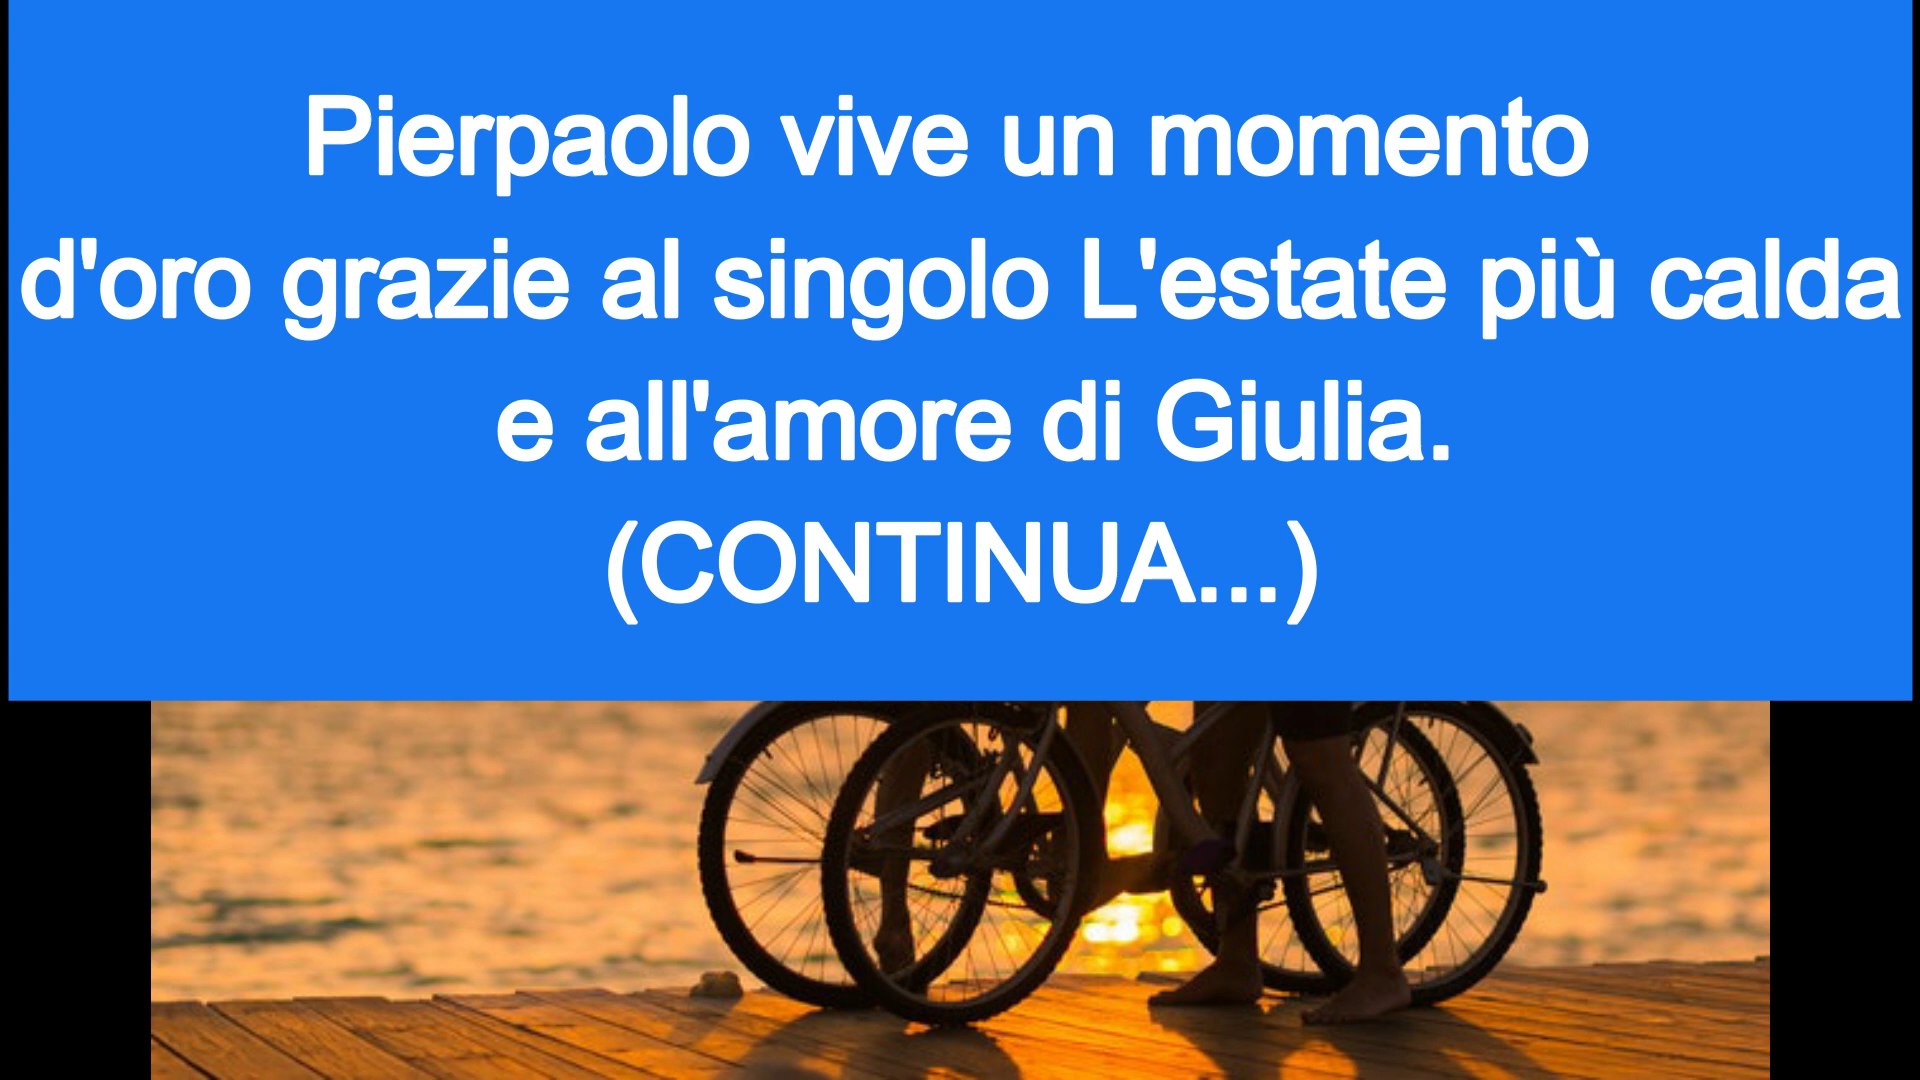 Pierpaolo vive un momento
d'oro grazie al singolo L'estate più calda
e all'amore di Giulia.
(CONTINUA...)